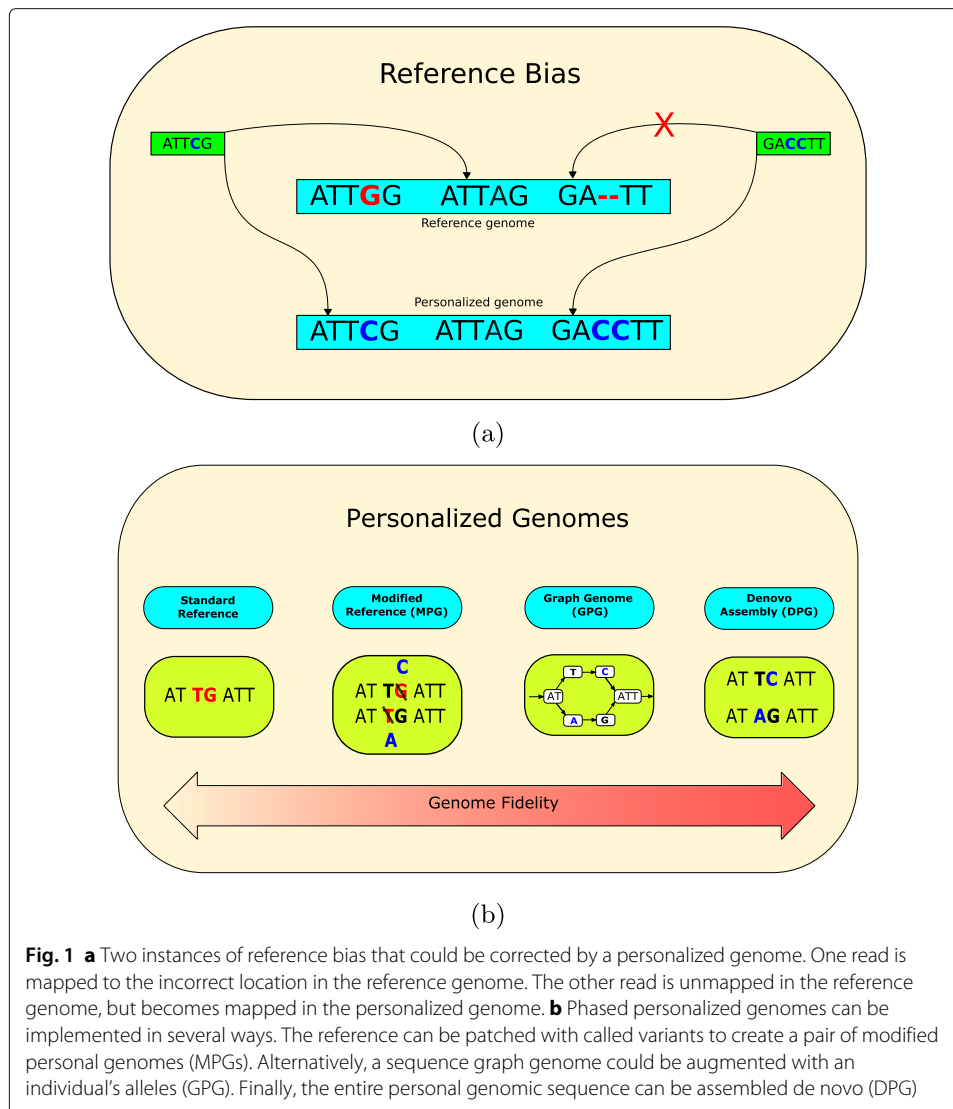 Reference Bias
ATTCG
X
GACCTT
ATTGG ATTAG GA--TT
Reference genome
Personalized genome
ATTCG ATTAG GACCTT
(a)
Personalized Genomes
Standard
Reference
Modified
Reference (MPG)
Graph Genome
(GPG)
Denovo
Assembly (DPG)
AT TG ATT
C
AT TG ATT
AT TG ATT
A
T
C
AT
ATT
A
G
AT TC ATT
AT AG ATT
Genome Fidelity
(b)
Fig. 1 a Two instances of reference bias that could be corrected by a personalized genome. One read is
mapped to the incorrect location in the reference genome. The other read is unmapped in the reference
genome, but becomes mapped in the personalized genome. b Phased personalized genomes can be
implemented in several ways. The reference can be patched with called variants to create a pair of modified
personal genomes (MPGs). Alternatively, a sequence graph genome could be augmented with an
individual's alleles (GPG). Finally, the entire personal genomic sequence can be assembled de novo (DPG)